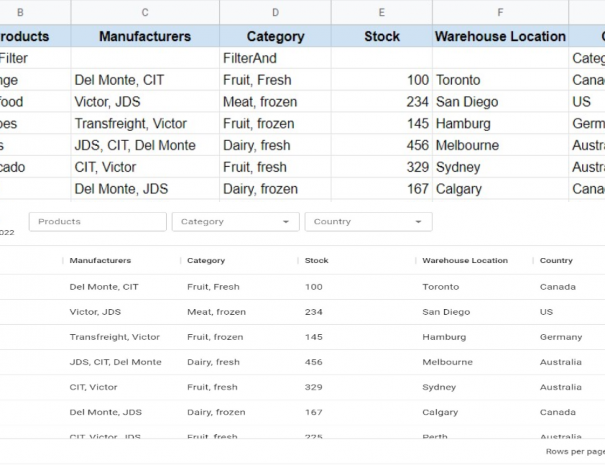 B C D E F
roducts Manufacturers Category Stock Warehouse Location C
Filter FilterAnd Categ
nge Del Monte, CIT Fruit, Fresh 100 Toronto Cana
food Victor, JDS Meat, frozen 234 San Diego US
oes Transfreight, Victor Fruit, frozen 145 Hamburg Germ
s JDS, CIT, Del Monte Dairy, fresh 456 Melbourne Austr
cado CIT, Victor Fruit, fresh 329 Sydney Austr
Del Monte, JDS Dairy, frozen 167 Calgary Cana
Products Category Country
022
Manufacturers Category Stock Warehouse Location Country
Del Monte, CIT Fruit, Fresh 100 Toronto Canada
Victor, JDS Meat, frozen 234 San Diego US
Transfreight, Victor Fruit, frozen 145 Hamburg Germany
JDS, CIT, Del Monte Dairy, fresh 456 Melbourne Australia
CIT, Victor Fruit, fresh 329 Sydney Australia
Del Monte, JDS Dairy, frozen 167 Calgary Canada
CIT, Victor Fruit, fresh 225 Perth Australia
Rows per page